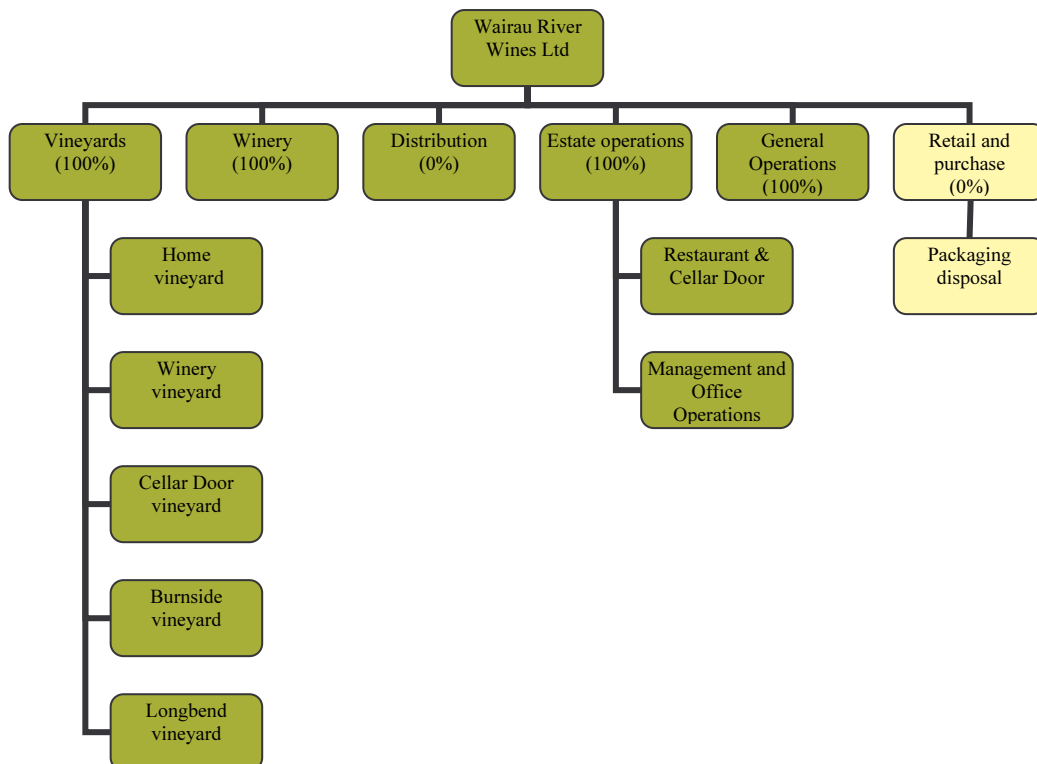 Wairau River
Wines Ltd
Vineyards
(100%)
Winery
(100%)
Distribution
(0%)
Estate operations
(100%)
General
Operations
(100%)
Retail and
purchase
(0%)
Home
vineyard
Restaurant &
Cellar Door
Packaging
disposal
Winery
vineyard
Management and
Office
Operations
Cellar Door
vineyard
Burnside
vineyard
Longbend
vineyard